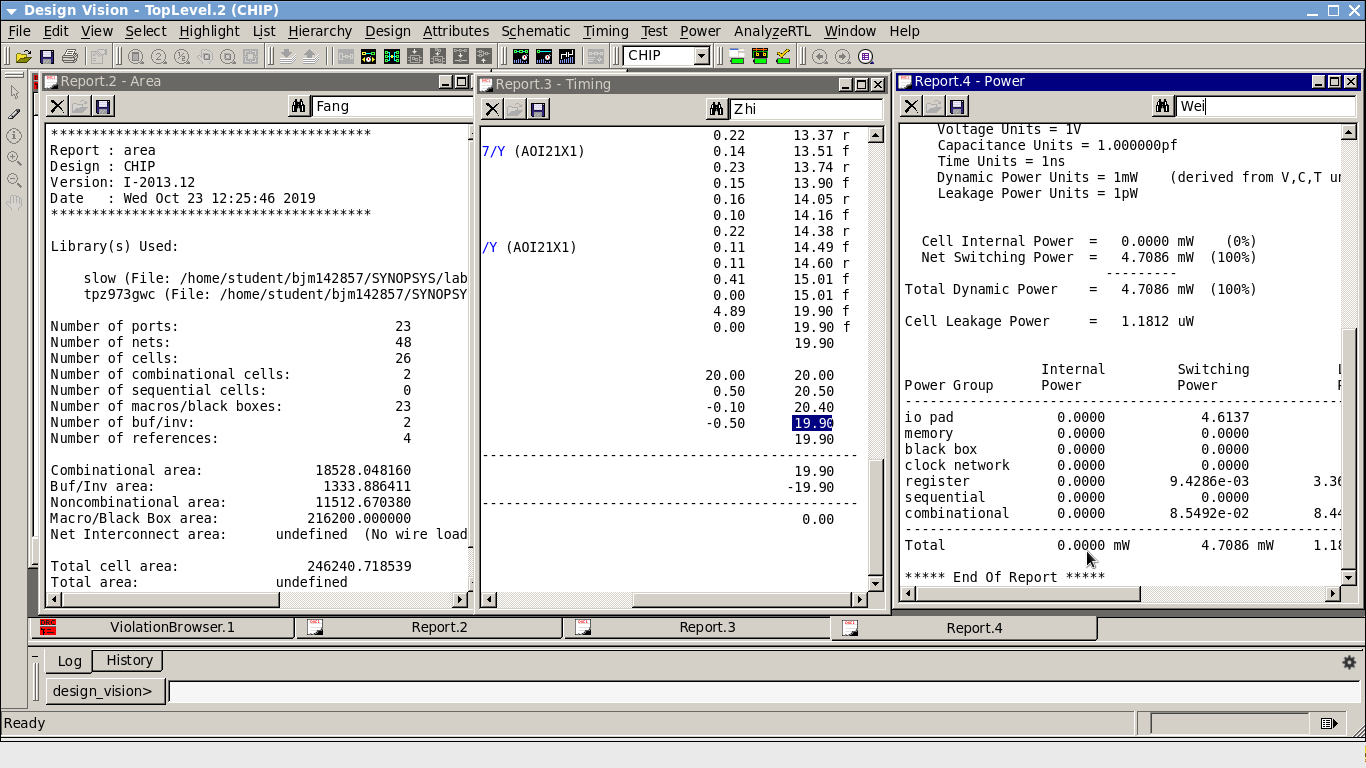 Design Vision - TopLevel.2 (CHIP)
File Edit View Select Highlight List Hierarchy Design Attributes Schematic Timing Test Power AnalyzeRTL Window Help
CHIP
Report.2 - Area
Fang
****************************************
Report : area
Design : CHIP
Version: I-2013.12
Date   : Wed Oct 23 12:25:46 2019
****************************************
Library(s) Used:
slow (File: /home/student/bjm142857/SYNOPSYS/lab
tpz973gwc (File: /home/student/bjm142857/SYNOPSY
Number of ports: 23
Number of nets: 48
Number of cells: 26
Number of combinational cells: 2
Number of sequential cells: 0
Number of macros/black boxes: 23
Number of buf/inv: 2
Number of references: 4
Combinational area: 18528.048160
Buf/Inv area: 1333.886411
Noncombinational area: 11512.670380
Macro/Black Box area: 216200.000000
Net Interconnect area: undefined (No wire load
Total cell area: 246240.718539
Total area: undefined
Report.3 - Timing
Zhi
0.22 13.37 r
7/Y (AOI21X1) 0.14 13.51 f
0.23 13.74 r
0.15 13.90 f
0.16 14.05 r
0.10 14.16 f
0.22 14.38 r
/Y (AOI21X1) 0.11 14.49 f
0.11 14.60 r
0.41 15.01 f
0.00 15.01 f
4.89 19.90 f
0.00 19.90 f
19.90
20.00 20.00
0.50 20.50
-0.10 20.40
-0.50 19.90
19.90
-----------------------------------------------
19.90
-19.90
-----------------------------------------------
0.00
Report.4 - Power
Wei
Voltage Units = 1V
Capacitance Units = 1.000000pf
Time Units = 1ns
Dynamic Power Units = 1mW (derived from V,C,T un
Leakage Power Units = 1pW
Cell Internal Power = 0.0000 mW (0%)
Net Switching Power = 4.7086 mW (100%)
---------
Total Dynamic Power = 4.7086 mW (100%)
Cell Leakage Power = 1.1812 uW
Internal Switching L
Power Group Power Power
------------------------------------------------------
io pad 0.0000 4.6137
memory 0.0000 0.0000
black box 0.0000 0.0000
clock network 0.0000 0.0000
register 0.0000 9.4286e-03 3.36
sequential 0.0000 0.0000
combinational 0.0000 8.5492e-02 8.44
------------------------------------------------------
Total 0.0000 mW 4.7086 mW 1.18
***** End Of Report *****
ViolationBrowser.1 Report.2 Report.3 Report.4
Log History
design_vision>
Ready